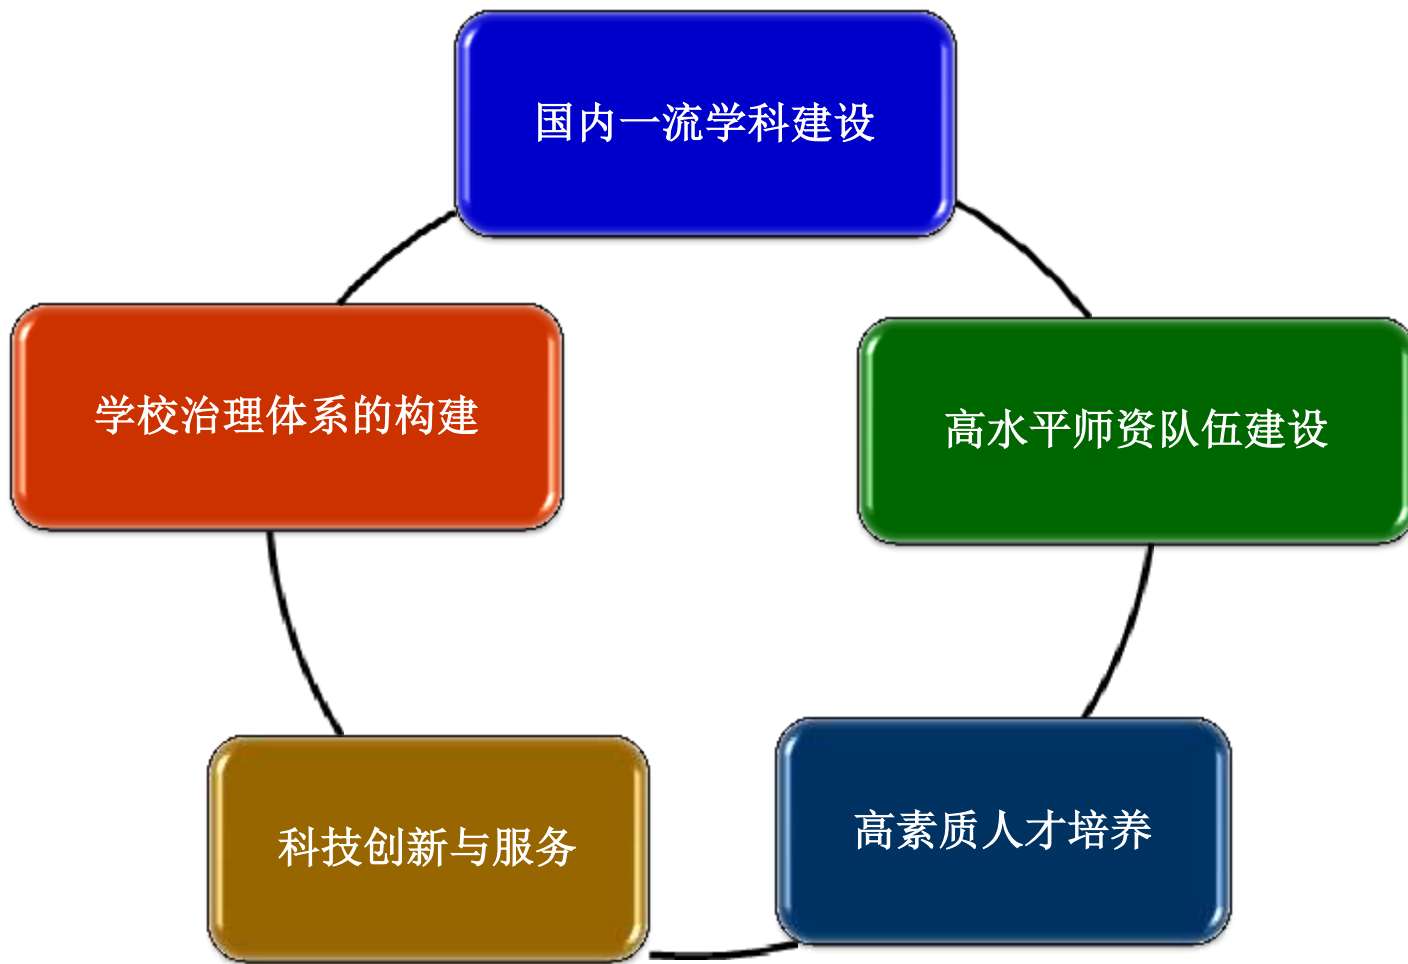 国内一流学科建设
学校治理体系的构建
高水平师资队伍建设
科技创新与服务
高素质人才培养